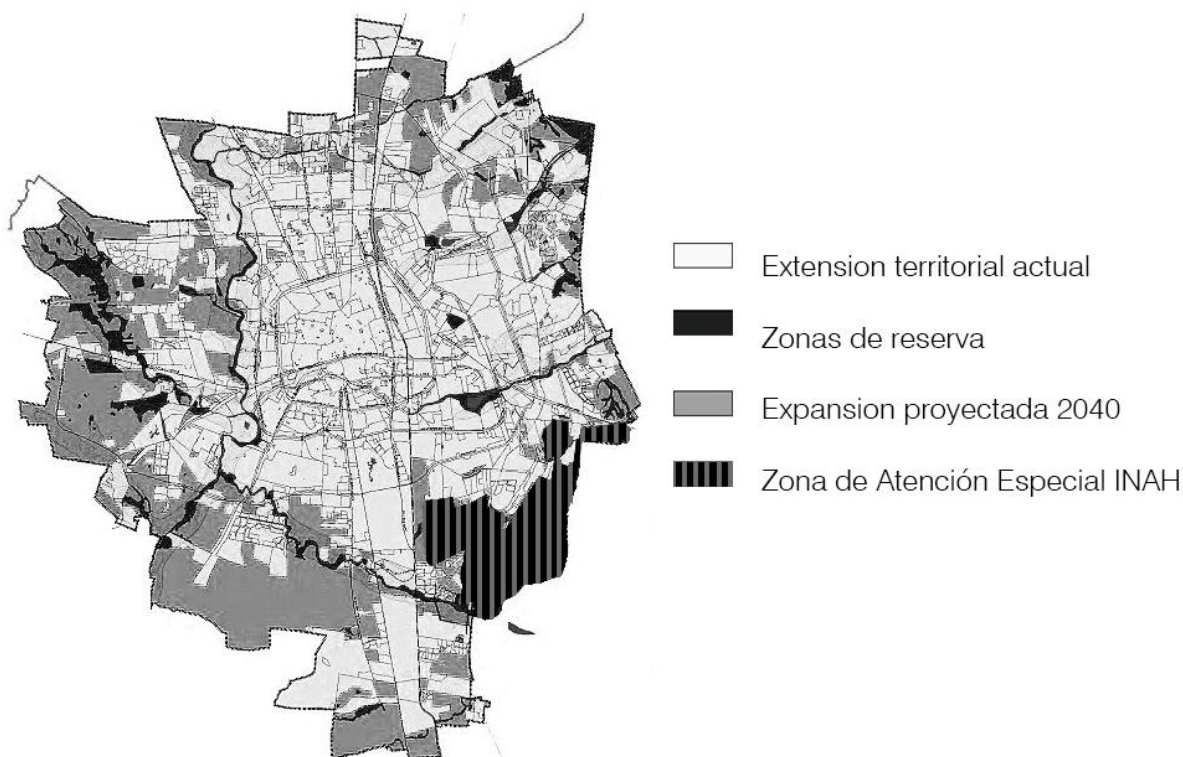 Extension territorial actual
Zonas de reserva
Expansion proyectada 2040
Zona de Atención Especial INAH